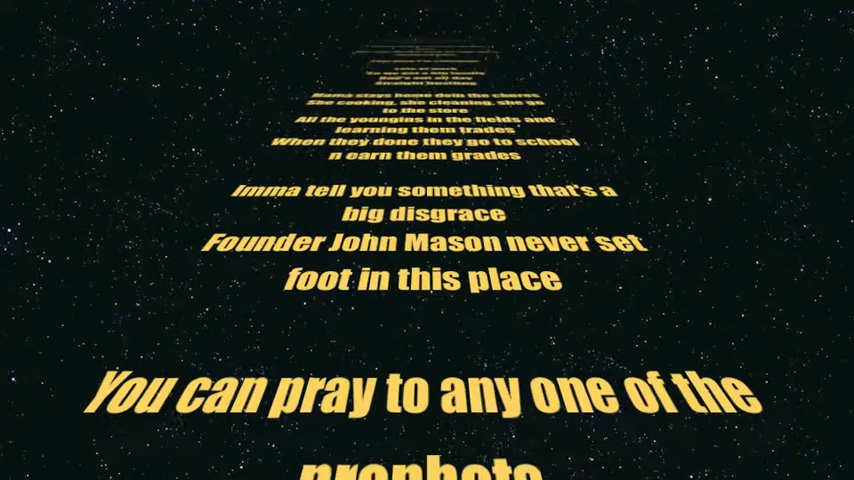 Mama stays home doin the chores
She cooking, she cleaning, she go
to the store
All the youngins in the fields and
learning them trades
When they done they go to school
n earn them grades
Imma tell you something that's a
big disgrace
Founder John Mason never set
foot in this place
You can pray to any one of the
prophets